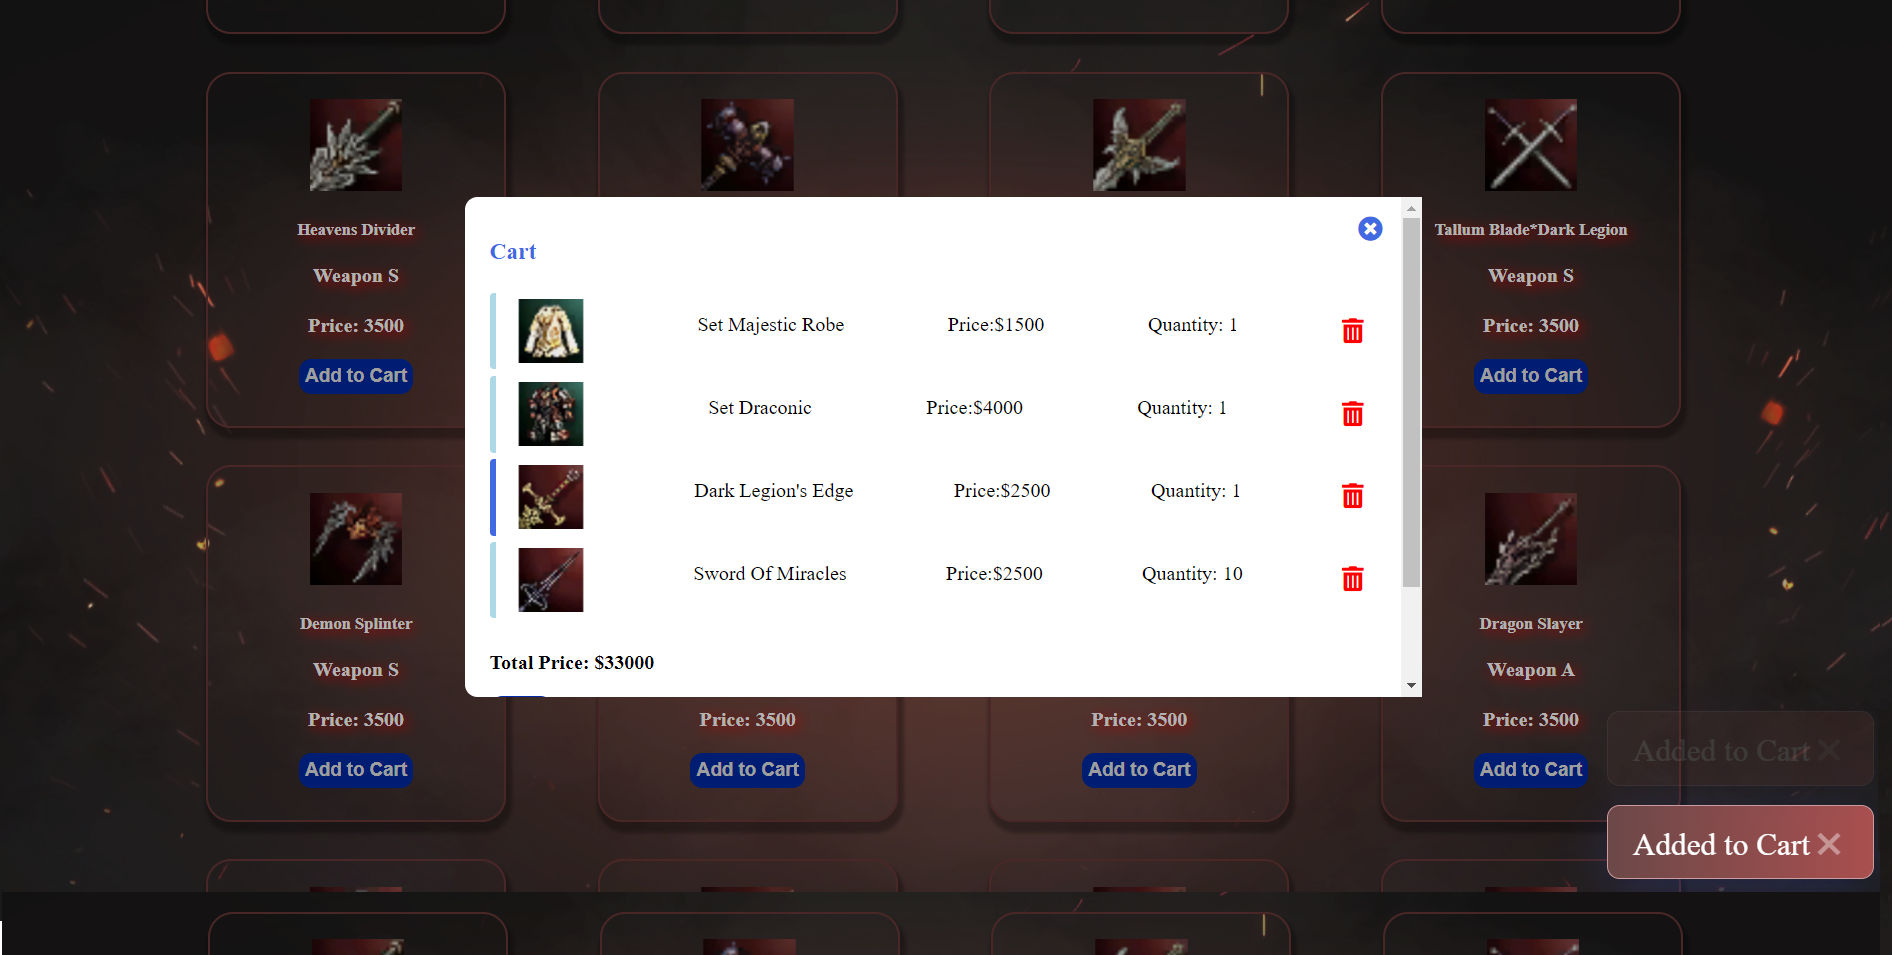 Heavens Divider
Weapon S
Price: 3500
Add to Cart
Tallum Blade*Dark Legion
Weapon S
Price: 3500
Add to Cart
Cart
Set Majestic Robe Price:$1500 Quantity: 1
Set Draconic Price:$4000 Quantity: 1
Dark Legion's Edge Price:$2500 Quantity: 1
Sword Of Miracles Price:$2500 Quantity: 10
Total Price: $33000
Demon Splinter
Weapon S
Price: 3500
Add to Cart
Price: 3500
Add to Cart
Price: 3500
Add to Cart
Dragon Slayer
Weapon A
Price: 3500
Add to Cart
Added to Cart
Added to Cart